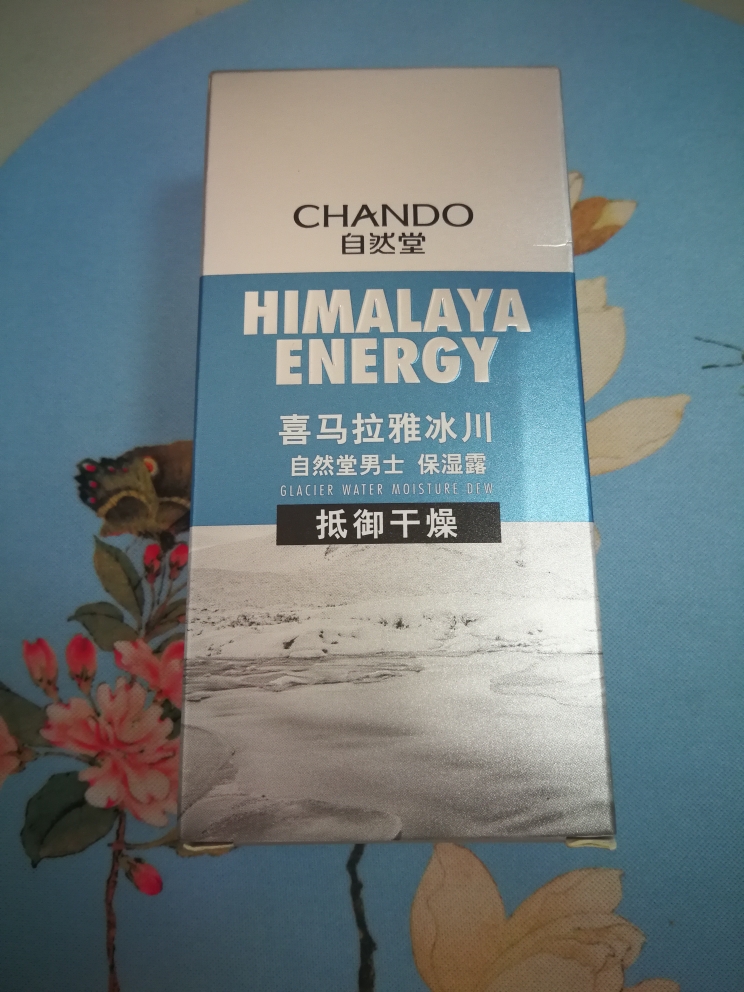 CHANDO
自然堂
HIMALAYA
ENERGY
喜马拉雅冰川
自然堂男士 保湿露
GLACIER WATER MOISTURE DEW
抵御干燥